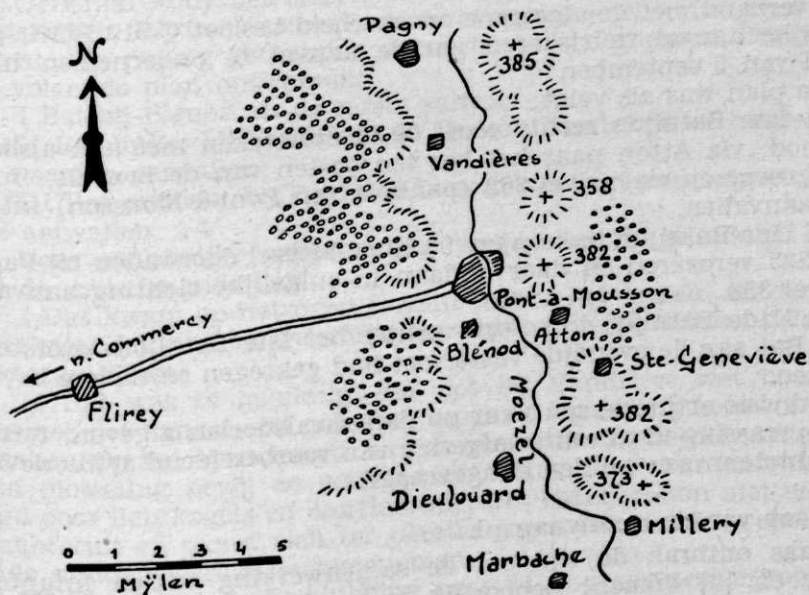 N
Pagny
385
Vandières
358
382
Pont-à-Mousson
Atton
Blénod
n. Commercy
Flirey
Ste-Geneviève
382
Moezel
373
Dieulouard
Millery
Marbache
0 1 2 3 4 5
Mijlen